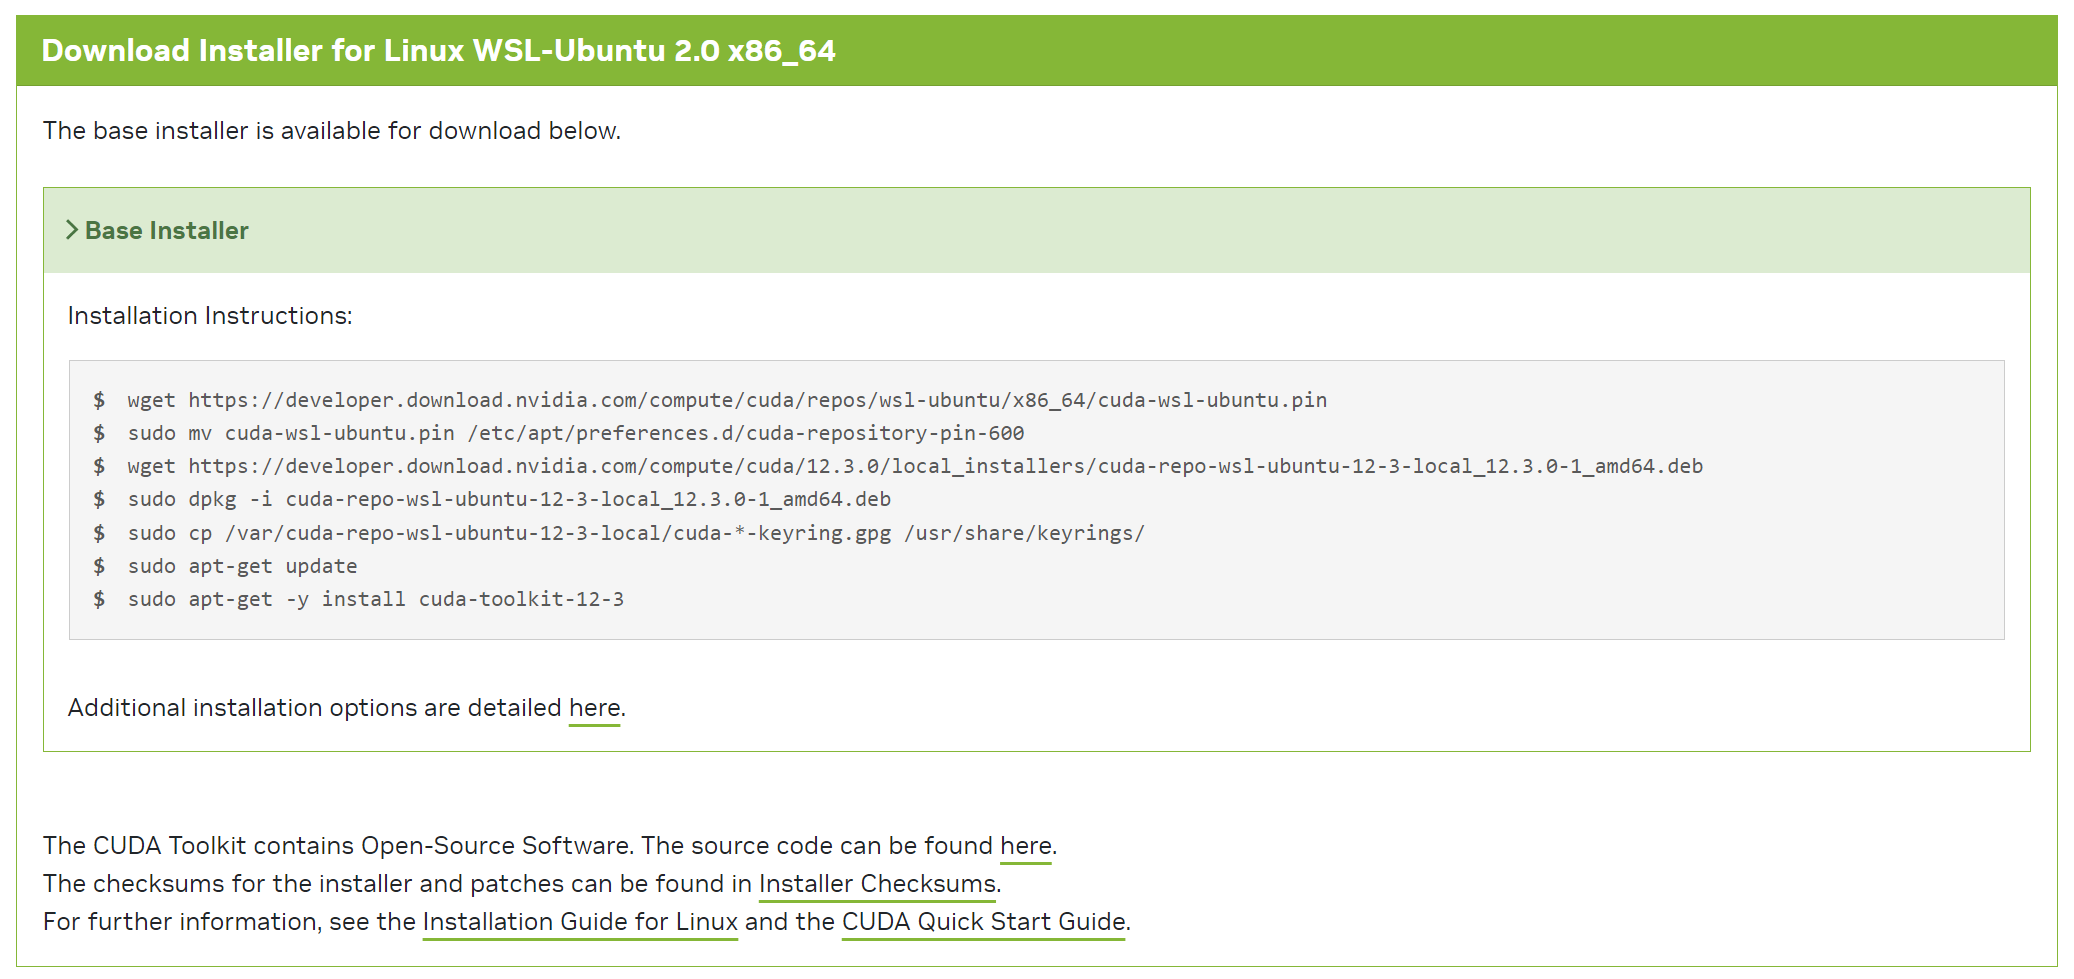 Download Installer for Linux WSL-Ubuntu 2.0 x86_64
The base installer is available for download below.
Base Installer
Installation Instructions:
$ wget https://developer.download.nvidia.com/compute/cuda/repos/wsl-ubuntu/x86_64/cuda-wsl-ubuntu.pin
$ sudo mv cuda-wsl-ubuntu.pin /etc/apt/preferences.d/cuda-repository-pin-600
$ wget https://developer.download.nvidia.com/compute/cuda/12.3.0/local_installers/cuda-repo-wsl-ubuntu-12-3-local_12.3.0-1_amd64.deb
$ sudo dpkg -i cuda-repo-wsl-ubuntu-12-3-local_12.3.0-1_amd64.deb
$ sudo cp /var/cuda-repo-wsl-ubuntu-12-3-local/cuda-*-keyring.gpg /usr/share/keyrings/
$ sudo apt-get update
$ sudo apt-get -y install cuda-toolkit-12-3
Additional installation options are detailed here.
The CUDA Toolkit contains Open-Source Software. The source code can be found here.
The checksums for the installer and patches can be found in Installer Checksums.
For further information, see the Installation Guide for Linux and the CUDA Quick Start Guide.